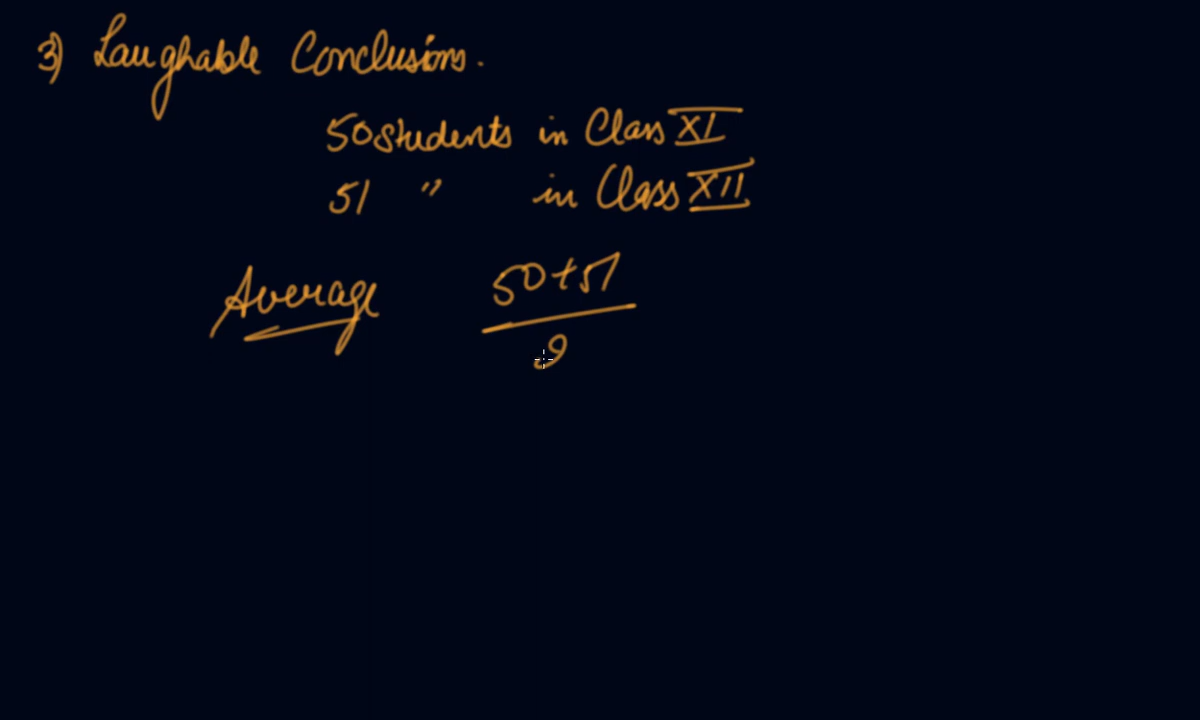 3) Laughable Conclusions.
50 students in Class XI
51 " in Class XII
Average 50+51
2